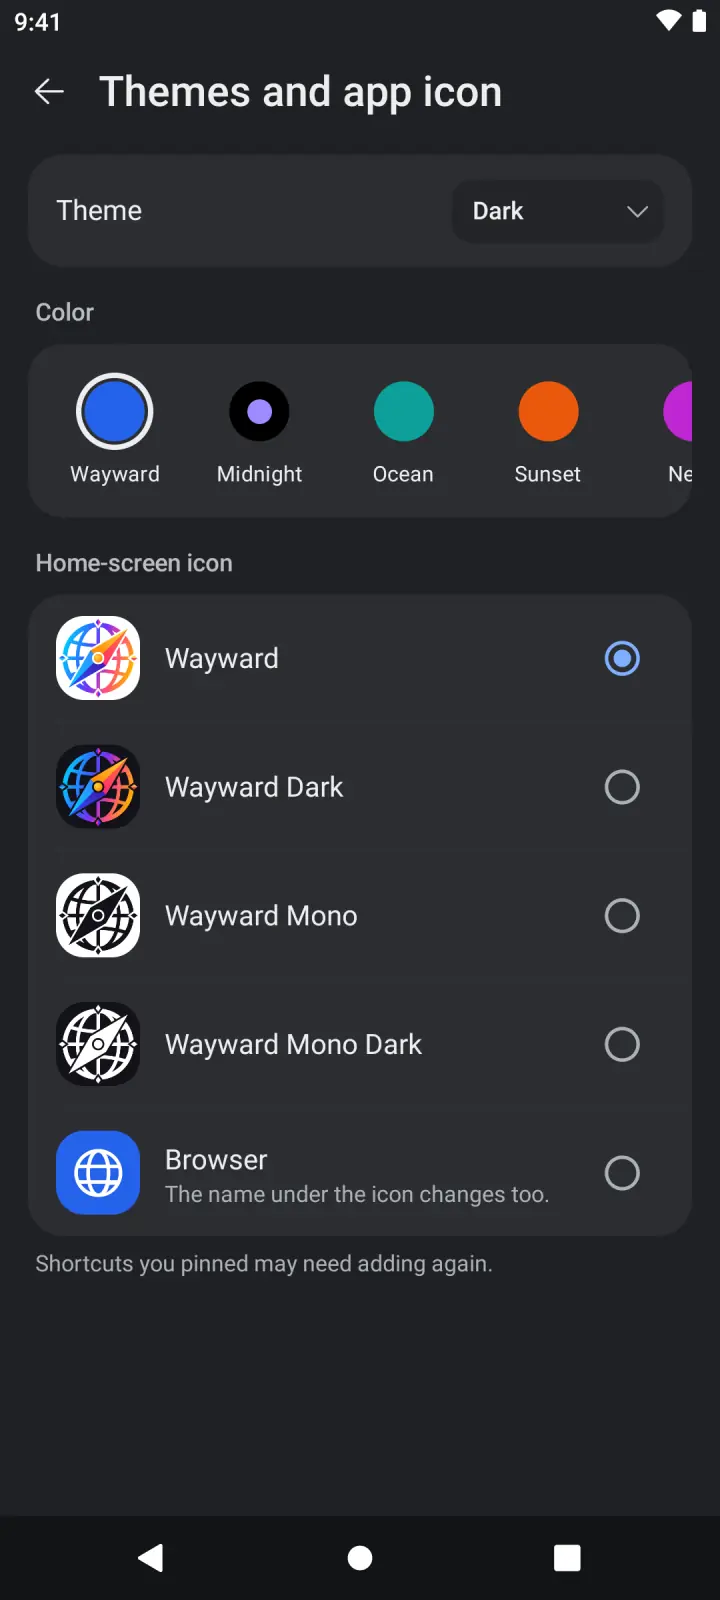 9:41
Themes and app icon
Theme
Dark
Color
Wayward
Midnight
Ocean
Sunset
Ne
Home-screen icon
Wayward
Wayward Dark
Wayward Mono
Wayward Mono Dark
Browser
The name under the icon changes too.
Shortcuts you pinned may need adding again.